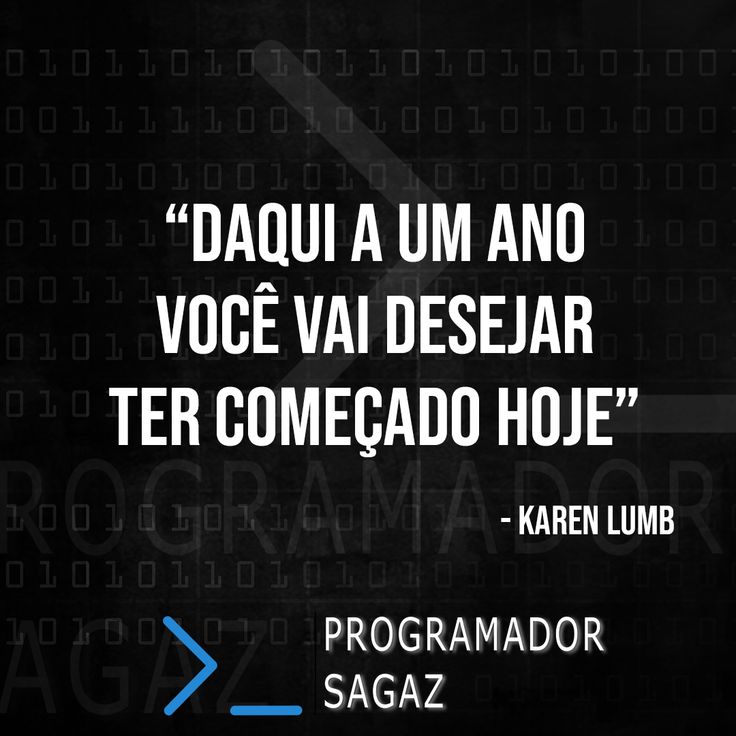 “DAQUI A UM ANO
VOCÊ VAI DESEJAR
TER COMEÇADO HOJE”
- KAREN LUMB
PROGRAMADOR
SAGAZ